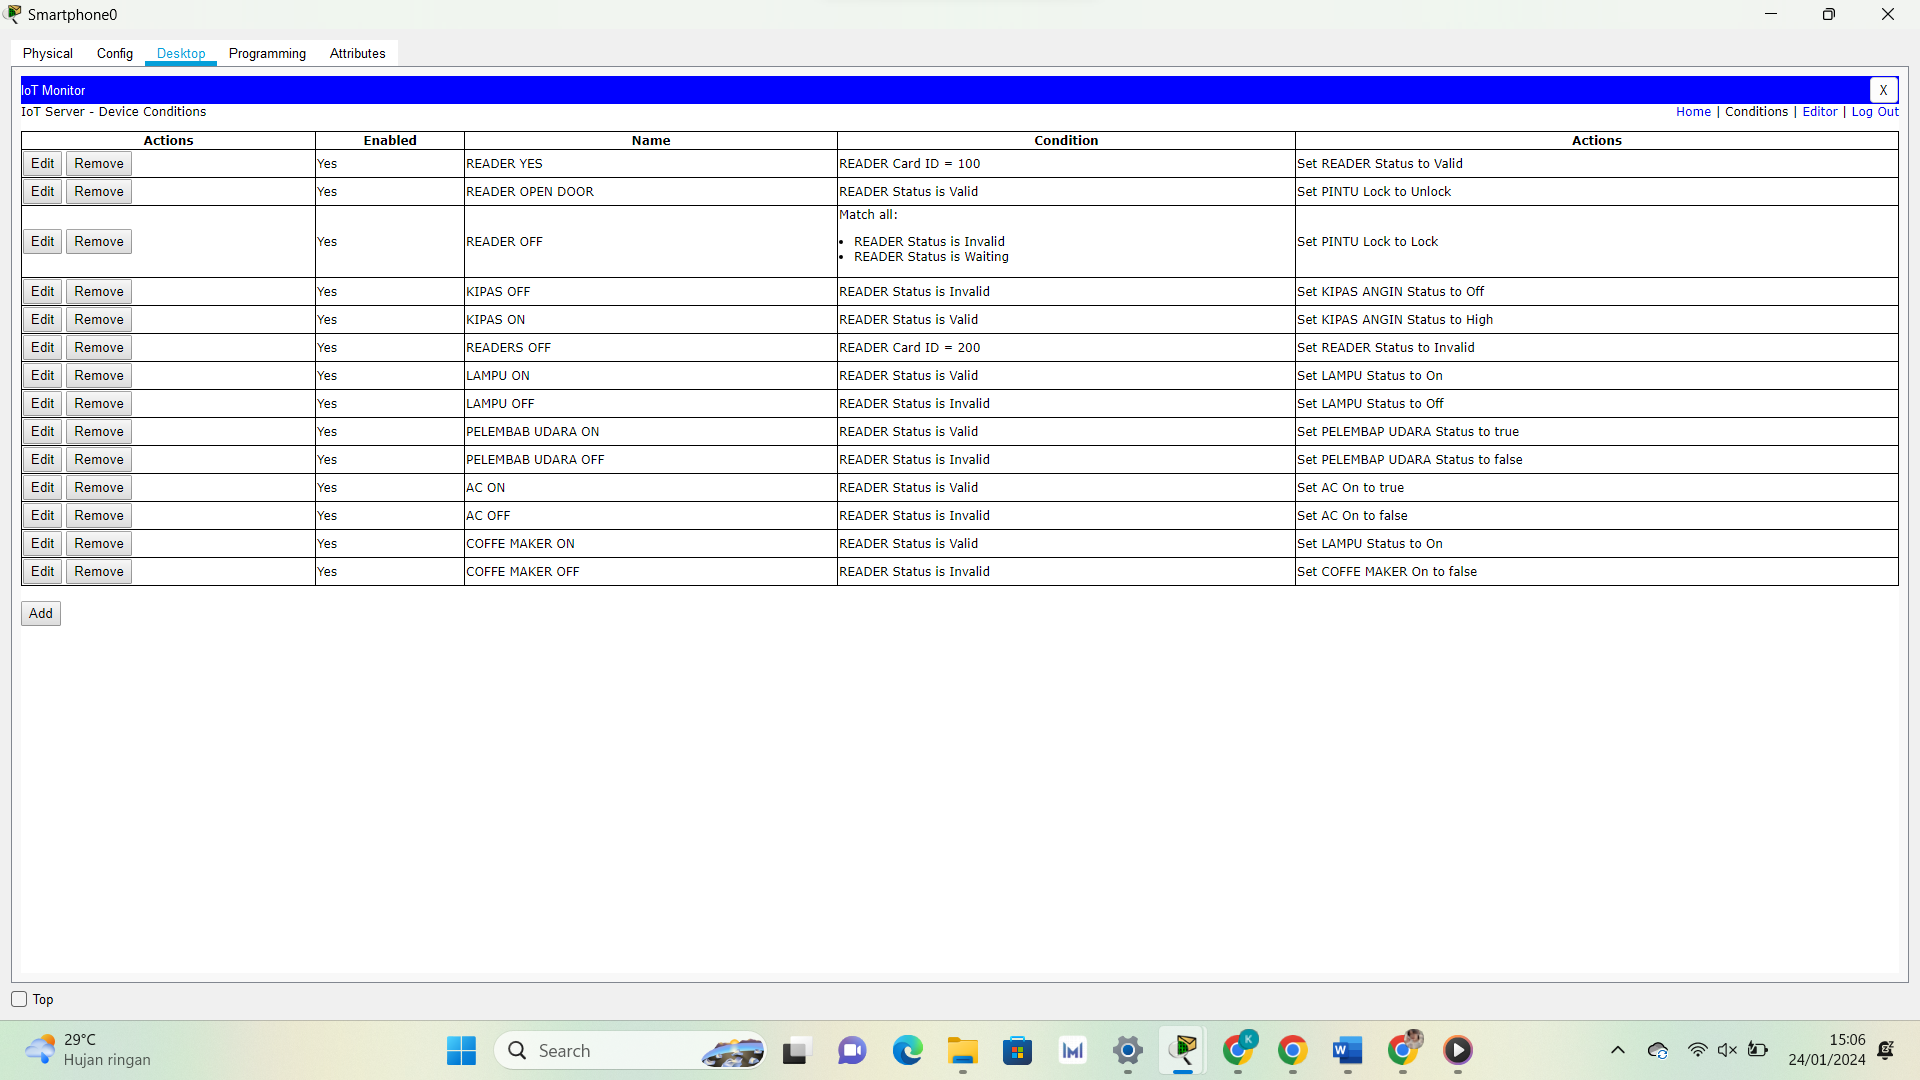 Smartphone0
Physical Config Desktop Programming Attributes
IoT Monitor X
IoT Server - Device Conditions Home | Conditions | Editor | Log Out
Actions Enabled Name Condition Actions
Edit Remove Yes READER YES READER Card ID = 100 Set READER Status to Valid
Edit Remove Yes READER OPEN DOOR READER Status is Valid Set PINTU Lock to Unlock
Match all:
Edit Remove Yes READER OFF • READER Status is Invalid Set PINTU Lock to Lock
• READER Status is Waiting
Edit Remove Yes KIPAS OFF READER Status is Invalid Set KIPAS ANGIN Status to Off
Edit Remove Yes KIPAS ON READER Status is Valid Set KIPAS ANGIN Status to High
Edit Remove Yes READERS OFF READER Card ID = 200 Set READER Status to Invalid
Edit Remove Yes LAMPU ON READER Status is Valid Set LAMPU Status to On
Edit Remove Yes LAMPU OFF READER Status is Invalid Set LAMPU Status to Off
Edit Remove Yes PELEMBAB UDARA ON READER Status is Valid Set PELEMBAP UDARA Status to true
Edit Remove Yes PELEMBAB UDARA OFF READER Status is Invalid Set PELEMBAP UDARA Status to false
Edit Remove Yes AC ON READER Status is Valid Set AC On to true
Edit Remove Yes AC OFF READER Status is Invalid Set AC On to false
Edit Remove Yes COFFE MAKER ON READER Status is Valid Set LAMPU Status to On
Edit Remove Yes COFFE MAKER OFF READER Status is Invalid Set COFFE MAKER On to false
Add
Top
29°C
Hujan ringan
Search
K
W
15:06
24/01/2024